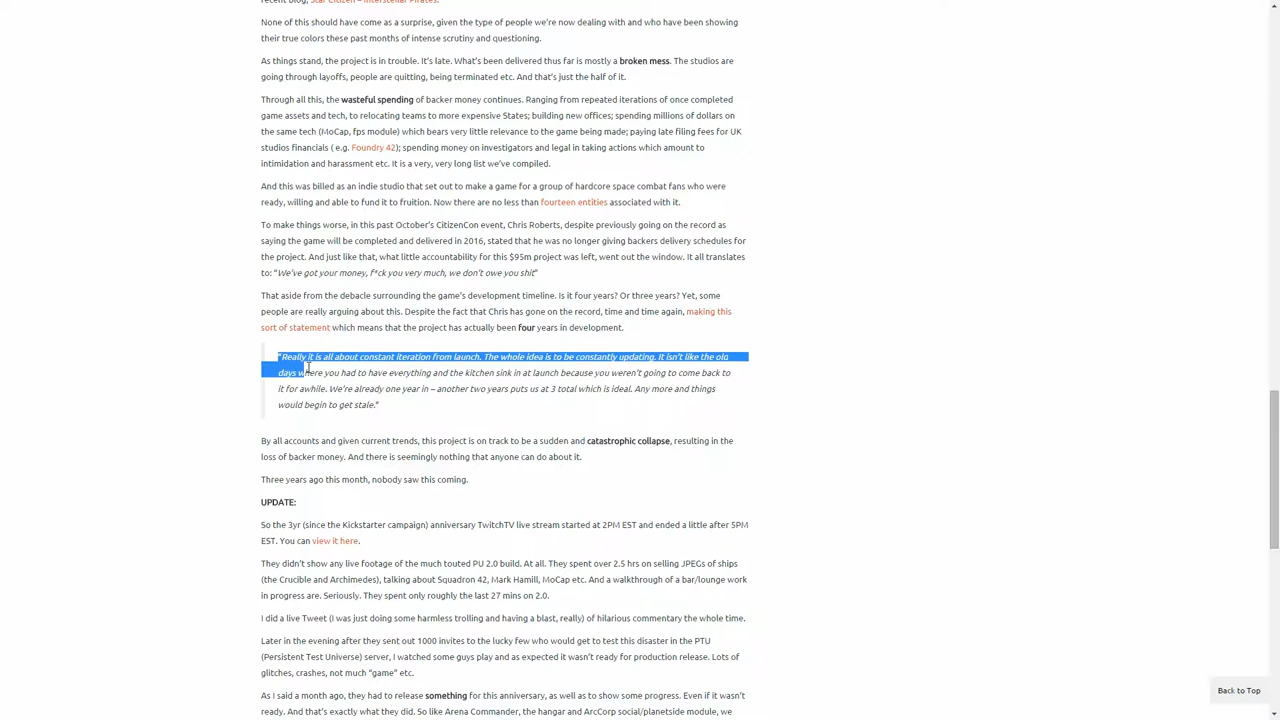 recent blog, Star Citizen – Interstellar Pirates.
None of this should have come as a surprise, given the type of people we're now dealing with and who have been showing
their true colors these past months of intense scrutiny and questioning.
As things stand, the project is in trouble. It's late. What's been delivered thus far is mostly a broken mess. The studios are
going through layoffs, people are quitting, being terminated etc. And that's just the half of it.
Through all this, the wasteful spending of backer money continues. Ranging from repeated iterations of once completed
game assets and tech, to relocating teams to more expensive States; building new offices; spending millions of dollars on
the same tech (MoCap, fps module) which bears very little relevance to the game being made; paying late filing fees for UK
studios financials ( e.g. Foundry 42); spending money on investigators and legal in taking actions which amount to
intimidation and harassment etc. It is a very, very long list we've compiled.
And this was billed as an indie studio that set out to make a game for a group of hardcore space combat fans who were
ready, willing and able to fund it to fruition. Now there are no less than fourteen entities associated with it.
To make things worse, in this past October's CitizenCon event, Chris Roberts, despite previously going on the record as
saying the game will be completed and delivered in 2016, stated that he was no longer giving backers delivery schedules for
the project. And just like that, what little accountability for this $95m project was left, went out the window. It all translates
to: "We've got your money, f*ck you very much, we don't owe you shit"
That aside from the debacle surrounding the game's development timeline. Is it four years? Or three years? Yet, some
people are really arguing about this. Despite the fact that Chris has gone on the record, time and time again, making this
sort of statement which means that the project has actually been four years in development.
"Really it is all about constant iteration from launch. The whole idea is to be constantly updating. It isn't like the old
days where you had to have everything and the kitchen sink in at launch because you weren't going to come back to
it for awhile. We're already one year in – another two years puts us at 3 total which is ideal. Any more and things
would begin to get stale."
By all accounts and given current trends, this project is on track to be a sudden and catastrophic collapse, resulting in the
loss of backer money. And there is seemingly nothing that anyone can do about it.
Three years ago this month, nobody saw this coming.
UPDATE:
So the 3yr (since the Kickstarter campaign) anniversary TwitchTV live stream started at 2PM EST and ended a little after 5PM
EST. You can view it here.
They didn't show any live footage of the much touted PU 2.0 build. At all. They spent over 2.5 hrs on selling JPEGs of ships
(the Crucible and Archimedes), talking about Squadron 42, Mark Hamill, MoCap etc. And a walkthrough of a bar/lounge work
in progress are. Seriously. They spent only roughly the last 27 mins on 2.0.
I did a live Tweet (I was just doing some harmless trolling and having a blast, really) of hilarious commentary the whole time.
Later in the evening after they sent out 1000 invites to the lucky few who would get to test this disaster in the PTU
(Persistent Test Universe) server, I watched some guys play and as expected it wasn't ready for production release. Lots of
glitches, crashes, not much "game" etc.
As I said a month ago, they had to release something for this anniversary, as well as to show some progress. Even if it wasn't
ready. And that's exactly what they did. So like Arena Commander, the hangar and ArcCorp social/planetside module, we
Back to Top